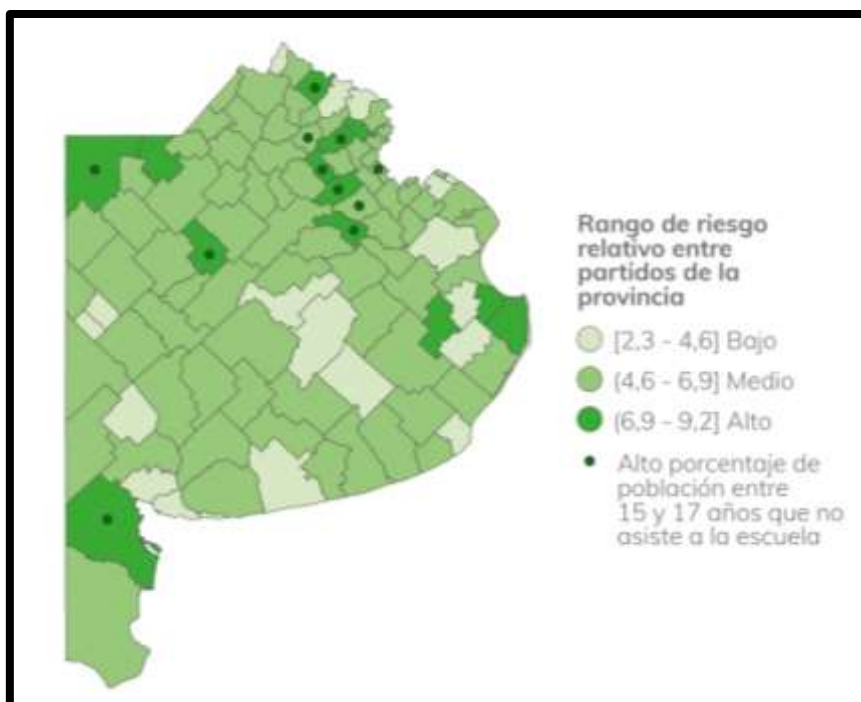 Rango de riesgo
relativo entre
partidos de la
provincia
[2,3 - 4,6] Bajo
(4,6 - 6,9] Medio
(6,9 - 9,2] Alto
Alto porcentaje de
población entre
15 y 17 años que no
asiste a la escuela